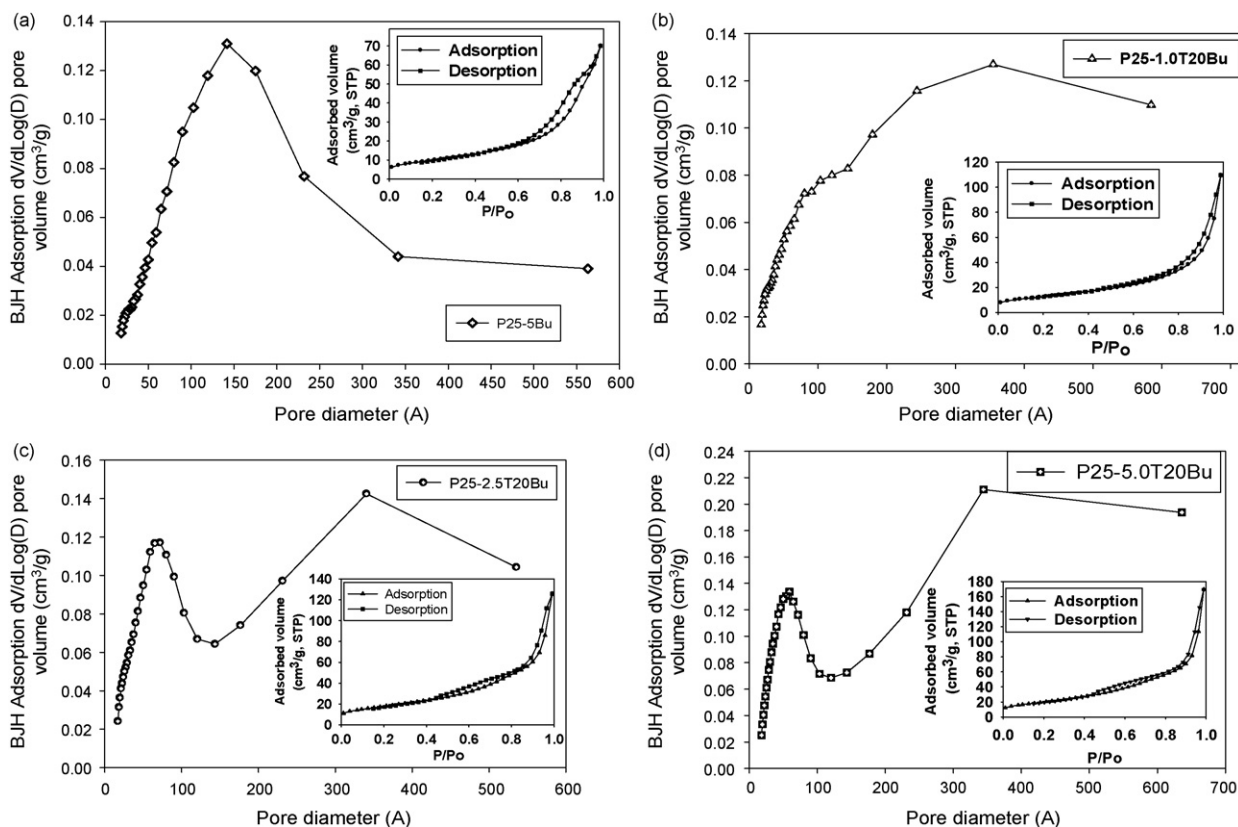 (a)
BJH Adsorption dV/dLog(D) pore
volume (cm³/g)
0.14
0.12
0.10
0.08
0.06
0.04
0.02
0.00
0 50 100 150 200 250 300 350 400 450 500 550 600
Pore diameter (A)
P25-5Bu
Adsorbed volume
(cm³/g, STP)
70
60
50
40
30
20
10
0
0.0 0.2 0.4 0.6 0.8 1.0
P/Po
Adsorption
Desorption
(b)
BJH Adsorption dV/dLog(D) pore
volume (cm³/g)
0.14
0.12
0.10
0.08
0.06
0.04
0.02
0.00
0 100 200 300 400 500 600 700
Pore diameter (A)
P25-1.0T20Bu
Adsorbed volume
(cm³/g, STP)
120
100
80
60
40
20
0
0.0 0.2 0.4 0.6 0.8 1.0
P/Po
Adsorption
Desorption
(c)
BJH Adsorption dV/dLog(D) pore
volume (cm³/g)
0.16
0.14
0.12
0.10
0.08
0.06
0.04
0.02
0.00
0 100 200 300 400 500 600
Pore diameter (A)
P25-2.5T20Bu
Adsorbed volume
(cm³/g, STP)
140
120
100
80
60
40
20
0
0.0 0.2 0.4 0.6 0.8 1.0
P/Po
Adsorption
Desorption
(d)
BJH Adsorption dV/dLog(D) pore
volume (cm³/g)
0.24
0.22
0.20
0.18
0.16
0.14
0.12
0.10
0.08
0.06
0.04
0.02
0.00
0 100 200 300 400 500 600 700
Pore diameter (A)
P25-5.0T20Bu
Adsorbed volume
(cm³/g, STP)
180
160
140
120
100
80
60
40
20
0
0.0 0.2 0.4 0.6 0.8 1.0
P/Po
Adsorption
Desorption